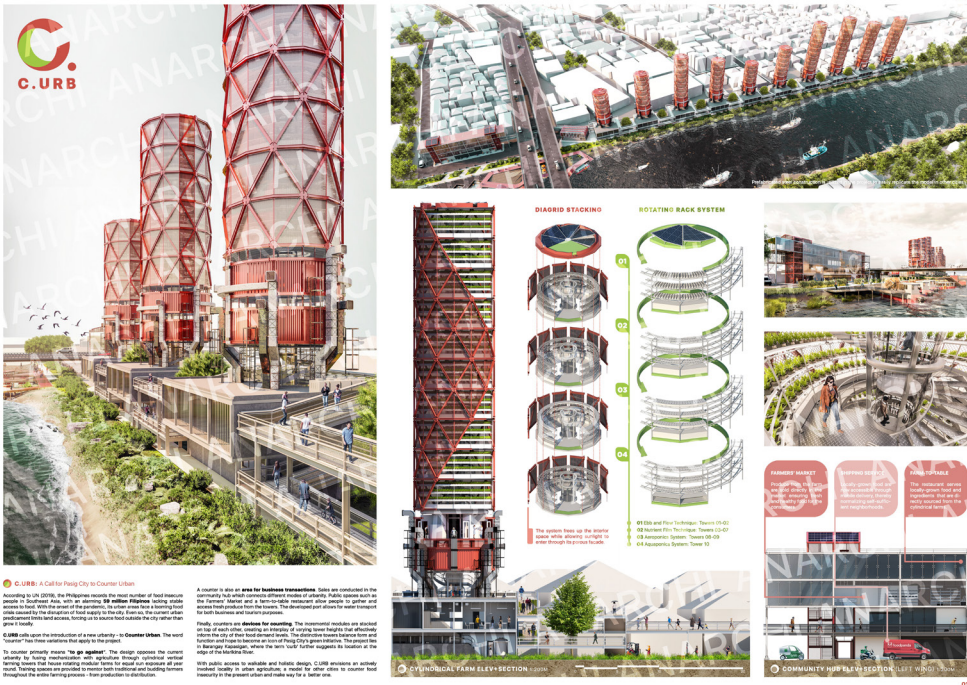 C.
C.URB
C.URB: A Call for Pasig City to Counter Urban
According to UN (2019), the Philippines records the most number of food insecure
people in Southeast Asia, with an alarming 59 million Filipinos lacking stable
access to food. With the onset of the pandemic, its urban areas face a looming food
crisis caused by the disruption of food supply to the city. Even so, the current urban
predicament limits land access, forcing us to source food outside the city rather than
grow it locally.
C.URB calls upon the introduction of a new urbanity - to Counter Urban. The word
"counter" has three variations that apply to the project.
To counter primarily means "to go against". The design opposes the current
urbanity by fusing mechanization with agriculture through cylindrical vertical
farming towers that house rotating modular farms for equal sun exposure all year
round. Training spaces are provided to mentor both traditional and budding farmers
throughout the entire farming process - from production to distribution.
A counter is also an area for business transactions. Sales are conducted in the
community hub which connects different modes of urbanity. Public spaces such as
the Farmers' Market and a farm-to-table restaurant allow people to gather and
access fresh produce from the towers. The developed port allows for water transport
for both business and tourism purposes.
Finally, counters are devices for counting. The incremental modules are stacked
on top of each other, creating an interplay of varying tower heights that effectively
inform the city of their food demand levels. The distinctive towers balance form and
function and hope to become an icon of Pasig City's green initiative. The project lies
in Barangay Kapasigan, where the term 'curb' further suggests its location at the
edge of the Marikina River.
With public access to walkable and holistic design, C.URB envisions an actively
involved locality in urban agriculture, a model for other cities to counter food
insecurity in the present urban and make way for a better one.
DIAGRID STACKING
ROTATING RACK SYSTEM
01
02
03
04
The system frees up the interior
space while allowing sunlight to
enter through its porous facade.
01 Ebb and Flow Technique: Towers 01-
02 Nutrient Film Technique: Towers -07
03 Aeroponics System: Towers 08-09
04 Aquaponics System: Tower 10
CYLINDRICAL FARM ELEV+SECTION
FARMERS' MARKET
SHIPPING SERVICE
FARM-TO-TABLE
The restaurant serves
locally-grown food and
ingredients that are di-
rectly sourced from the
cylindrical farms.
COMMUNITY HUB ELEV+SECTION (LEFT WING)
ANARCHI ANARCHI